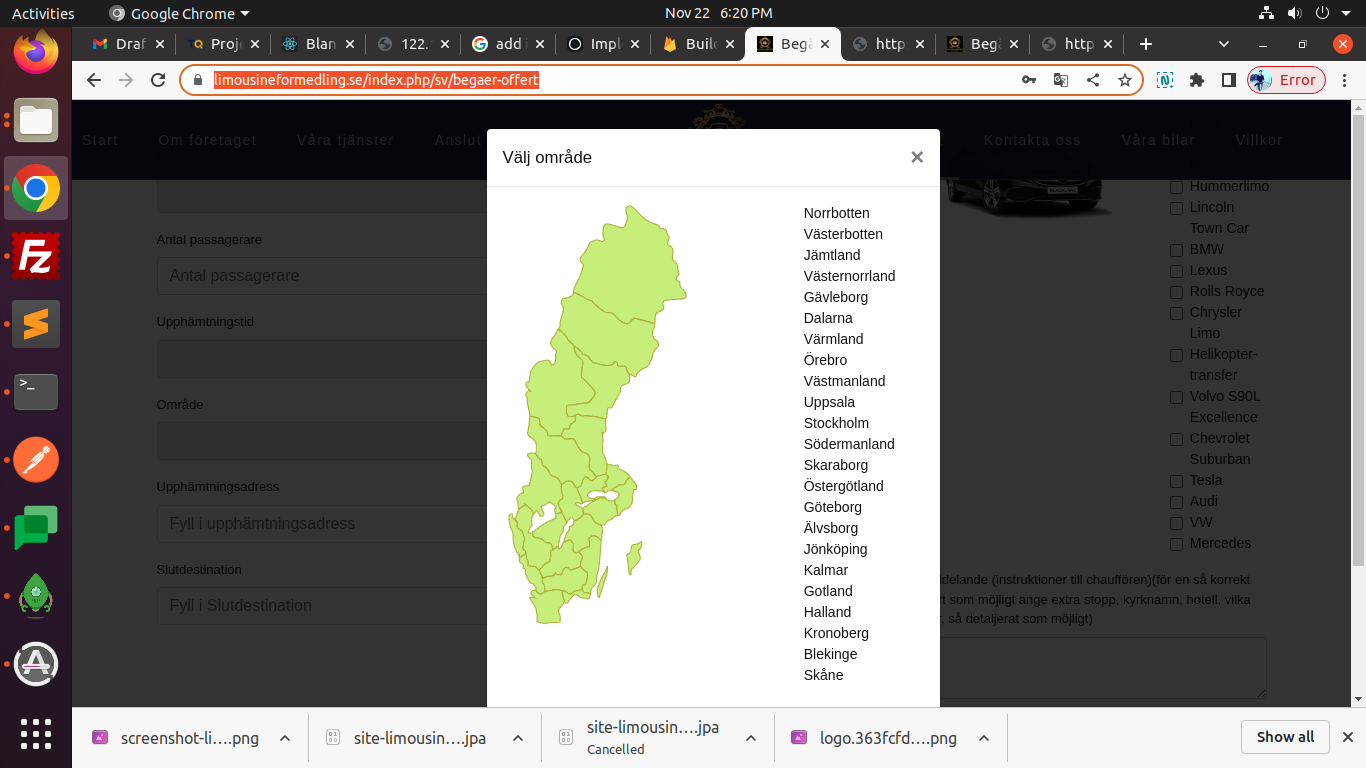 Activities
Google Chrome
Nov 22 6:20 PM
Draf
Proje
Blan
122.
add i
Imple
Build
Begä
http
Begä
http
limousineformedling.se/index.php/sv/begaer-offert
Error
Start
Om företaget
Våra tjänster
Anslut
Kontakta oss
Våra bilar
Villkor
Välj område
×
Antal passagerare
Antal passagerare
Upphämtningstid
Område
Upphämtningsadress
Fyll i upphämtningsadress
Slutdestination
Fyll i Slutdestination
Norrbotten
Västerbotten
Jämtland
Västernorrland
Gävleborg
Dalarna
Värmland
Örebro
Västmanland
Uppsala
Stockholm
Södermanland
Skaraborg
Östergötland
Göteborg
Älvsborg
Jönköping
Kalmar
Gotland
Halland
Kronoberg
Blekinge
Skåne
Hummerlimo
Lincoln
Town Car
BMW
Lexus
Rolls Royce
Chrysler
Limo
Helikopter-
transfer
Volvo S90L
Excellence
Chevrolet
Suburban
Tesla
Audi
VW
Mercedes
ddelande (instruktioner till chauffören)(för en så korrekt
rt som möjligt ange extra stopp, kyrknamn, hotell, vilka
r, så detaljerat som möjligt)
screenshot-li....png
site-limousin....jpa
site-limousin....jpa
Cancelled
logo.363fcfd....png
Show all